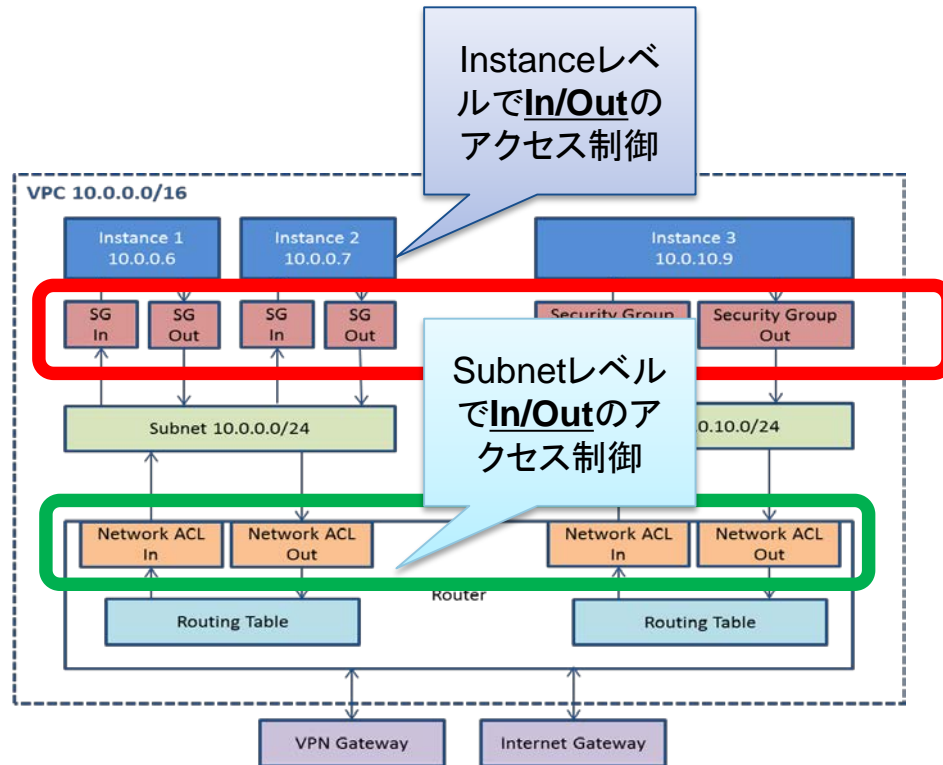 Instanceレベ
ルでIn/Outの
アクセス制御
VPC 10.0.0.0/16
Instance 1
10.0.0.6
Instance 2
10.0.0.7
Instance 3
10.0.10.9
SG
In
SG
Out
SG
In
SG
Out
Security Group
Security Group
Out
Subnetレベル
でIn/Outのア
クセス制御
Subnet 10.0.0.0/24
0.10.0/24
Network ACL
In
Network ACL
Out
Network ACL
In
Network ACL
Out
Router
Routing Table
Routing Table
VPN Gateway
Internet Gateway